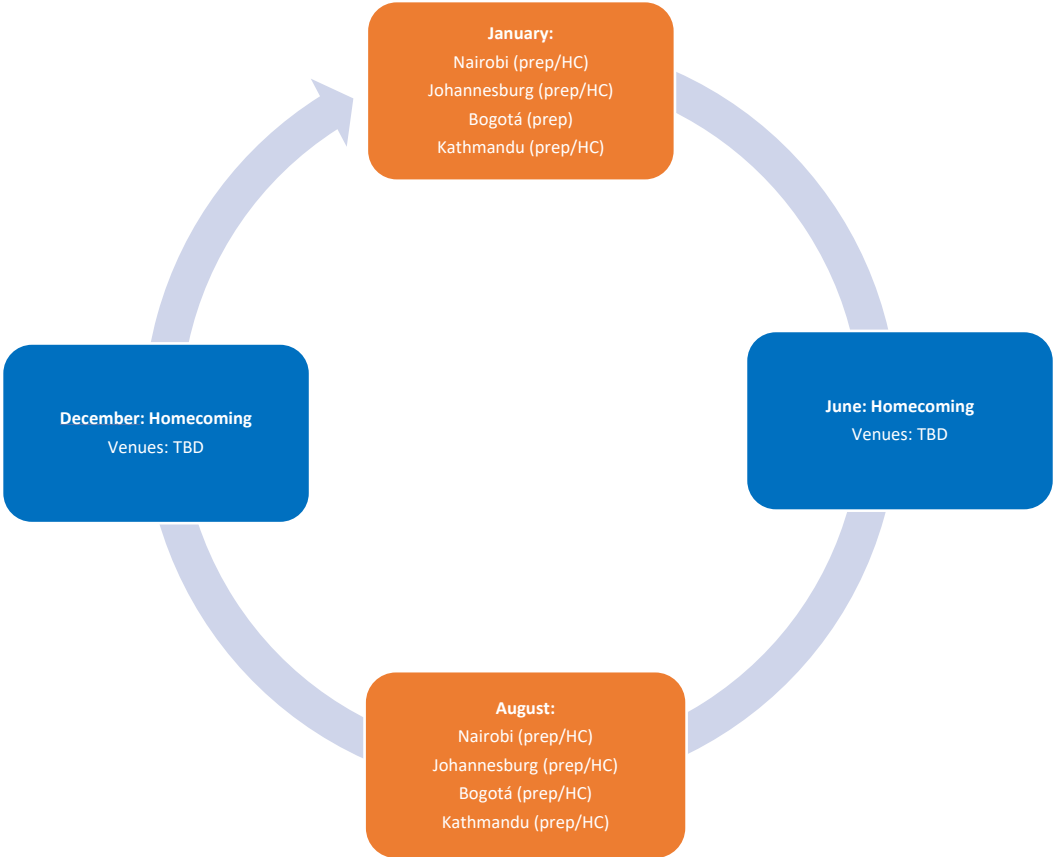 January:
Nairobi (prep/HC)
Johannesburg (prep/HC)
Bogotá (prep)
Kathmandu (prep/HC)
June: Homecoming
Venues: TBD
August:
Nairobi (prep/HC)
Johannesburg (prep/HC)
Bogotá (prep/HC)
Kathmandu (prep/HC)
December: Homecoming
Venues: TBD